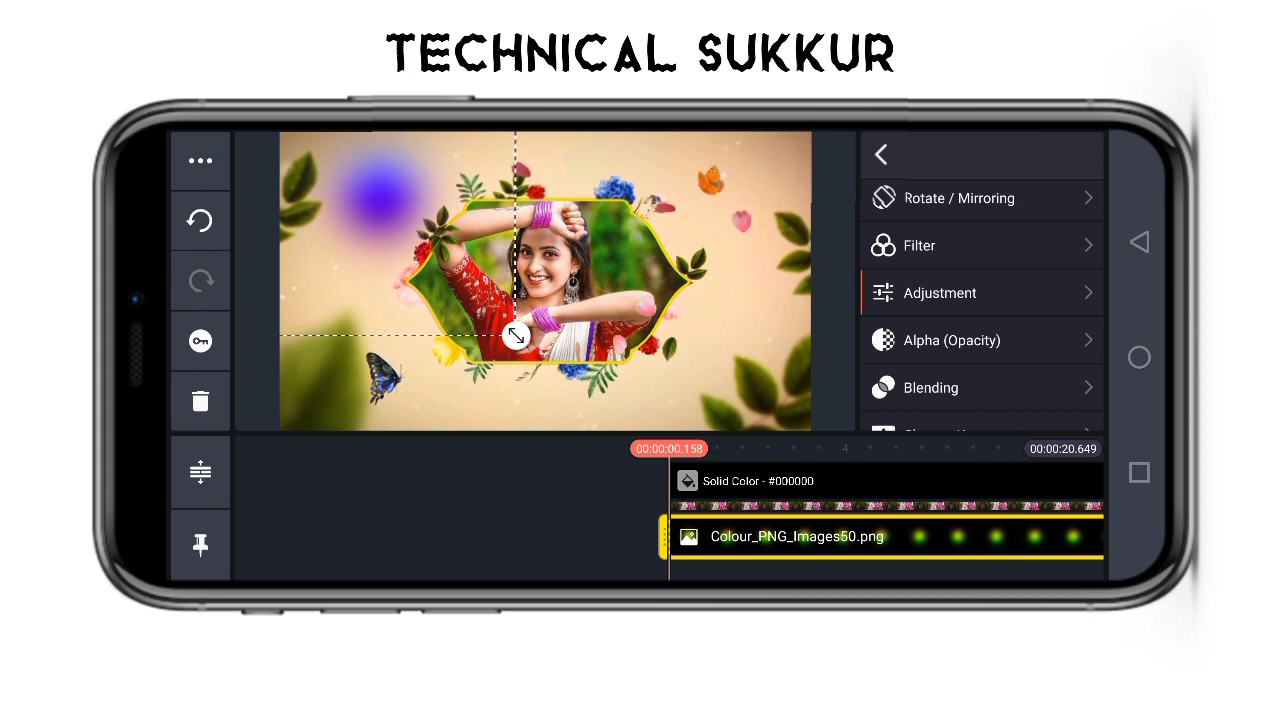 TECHNICAL SUKKUR
Rotate / Mirroring
Filter
Adjustment
Alpha (Opacity)
Blending
00:00:00.158
4
00:00:20.649
Solid Color - #000000
Colour_PNG_Images50.png